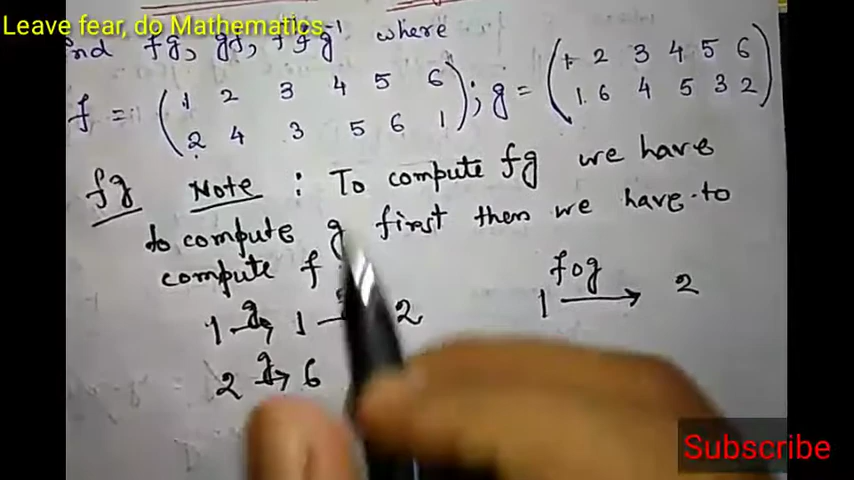 Leave fear, do Mathematics
find fg, gf, f⁻¹ g⁻¹ where
f = ( 1 2 3 4 5 6 ) ; g = ( 1 2 3 4 5 6 )
( 2 4 3 5 6 1 ) ( 1 6 4 5 3 2 )
fg Note : To compute fg we have
to compute g first then we have to
compute f
1 g→ 1 → 2 1 fog→ 2
2 g→ 6
Subscribe